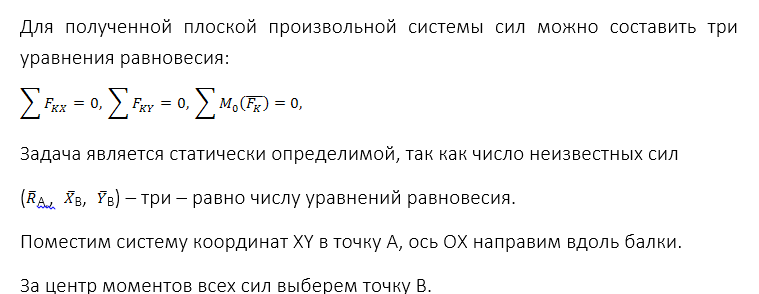 Для полученной плоской произвольной системы сил можно составить три
уравнения равновесия:
∑ F_KX = 0, ∑ F_KY = 0, ∑ M_0(F̅_K) = 0,
Задача является статически определимой, так как число неизвестных сил
(R̄_A, X̄_B, Ȳ_B) – три – равно числу уравнений равновесия.
Поместим систему координат XY в точку А, ось ОХ направим вдоль балки.
За центр моментов всех сил выберем точку В.